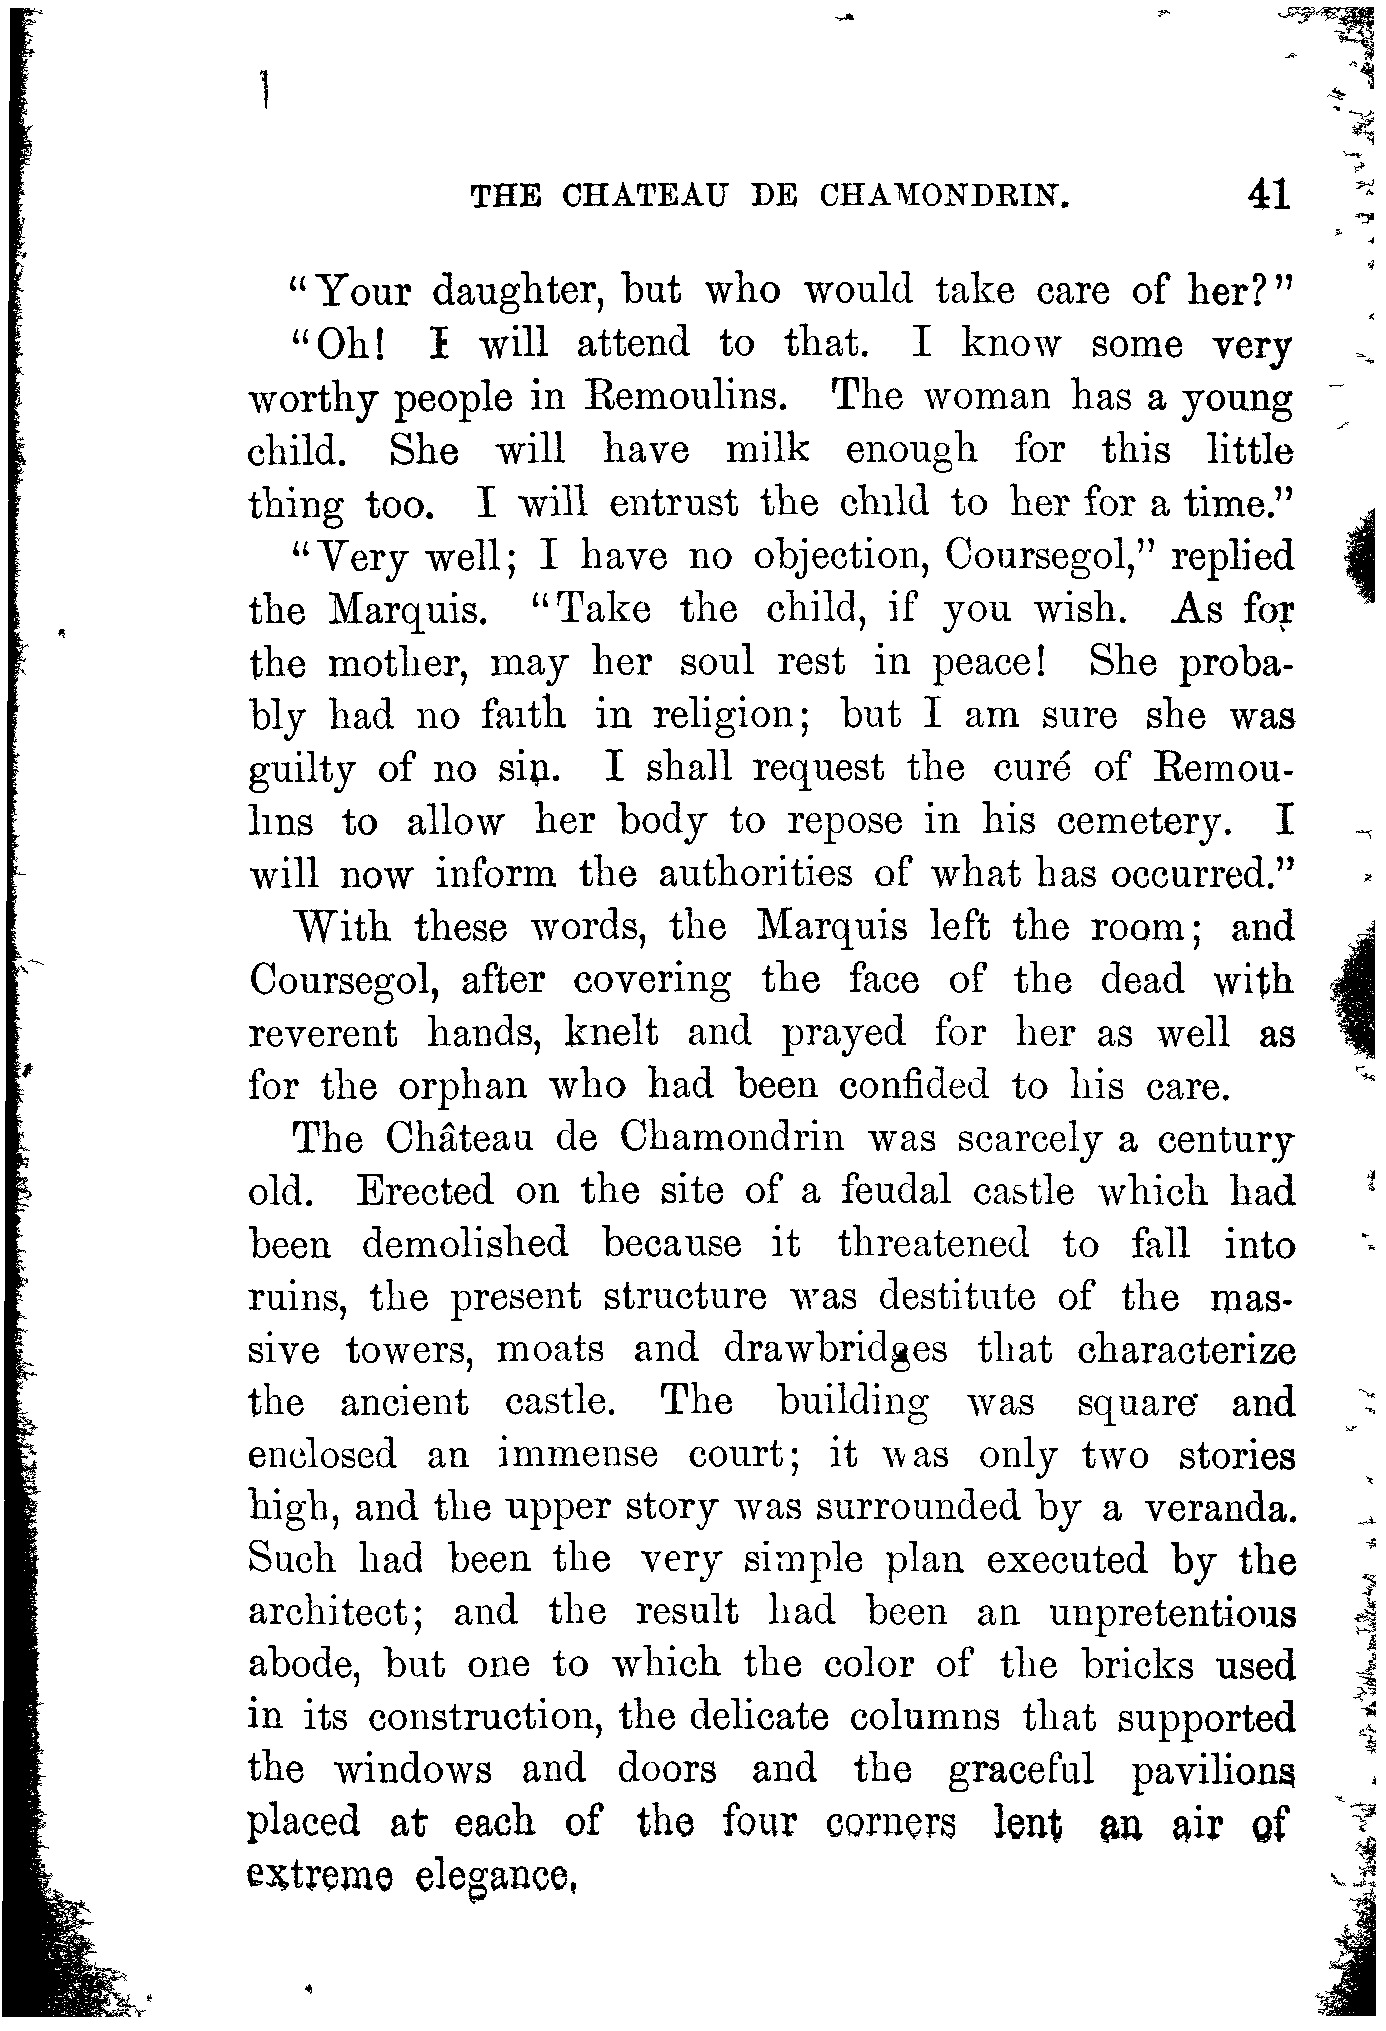 THE CHATEAU DE CHAMONDRIN. 41
"Your daughter, but who would take care of her?"
"Oh! I will attend to that. I know some very
worthy people in Remoulins. The woman has a young
child. She will have milk enough for this little
thing too. I will entrust the child to her for a time."
"Very well; I have no objection, Coursegol," replied
the Marquis. "Take the child, if you wish. As for
the mother, may her soul rest in peace! She proba-
bly had no faith in religion; but I am sure she was
guilty of no sin. I shall request the curé of Remou-
lins to allow her body to repose in his cemetery. I
will now inform the authorities of what has occurred."
With these words, the Marquis left the room; and
Coursegol, after covering the face of the dead with
reverent hands, knelt and prayed for her as well as
for the orphan who had been confided to his care.
The Château de Chamondrin was scarcely a century
old. Erected on the site of a feudal castle which had
been demolished because it threatened to fall into
ruins, the present structure was destitute of the mas-
sive towers, moats and drawbridges that characterize
the ancient castle. The building was square and
enclosed an immense court; it was only two stories
high, and the upper story was surrounded by a veranda.
Such had been the very simple plan executed by the
architect; and the result had been an unpretentious
abode, but one to which the color of the bricks used
in its construction, the delicate columns that supported
the windows and doors and the graceful pavilions
placed at each of the four corners lent an air of
extreme elegance.